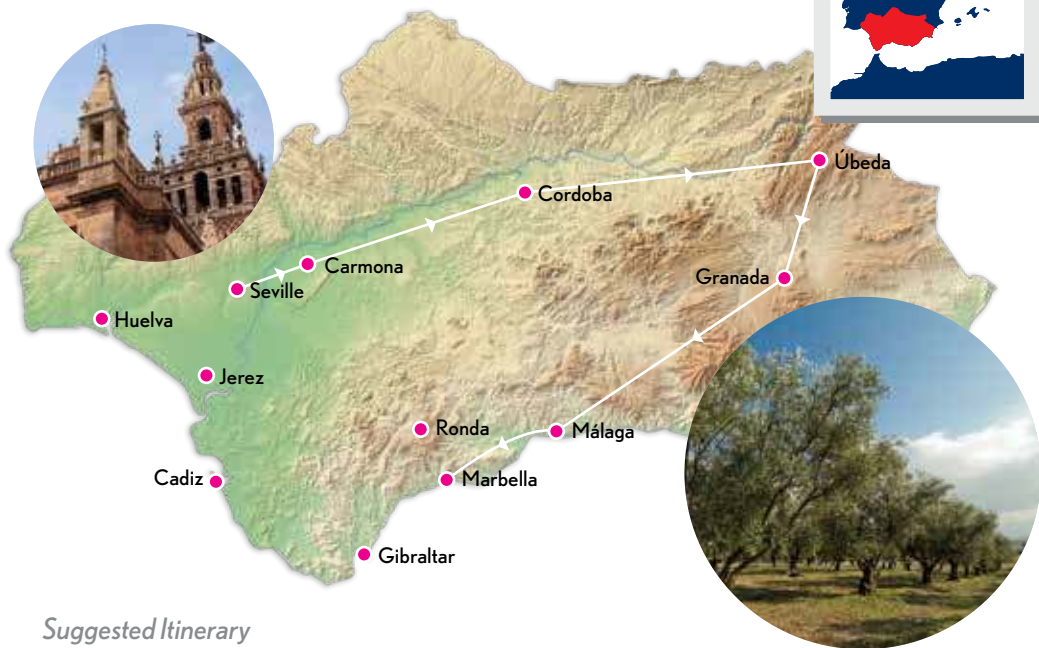 Úbeda
Cordoba
Carmona
Granada
Seville
Huelva
Jerez
Ronda
Málaga
Cadiz
Marbella
Gibraltar
Suggested Itinerary